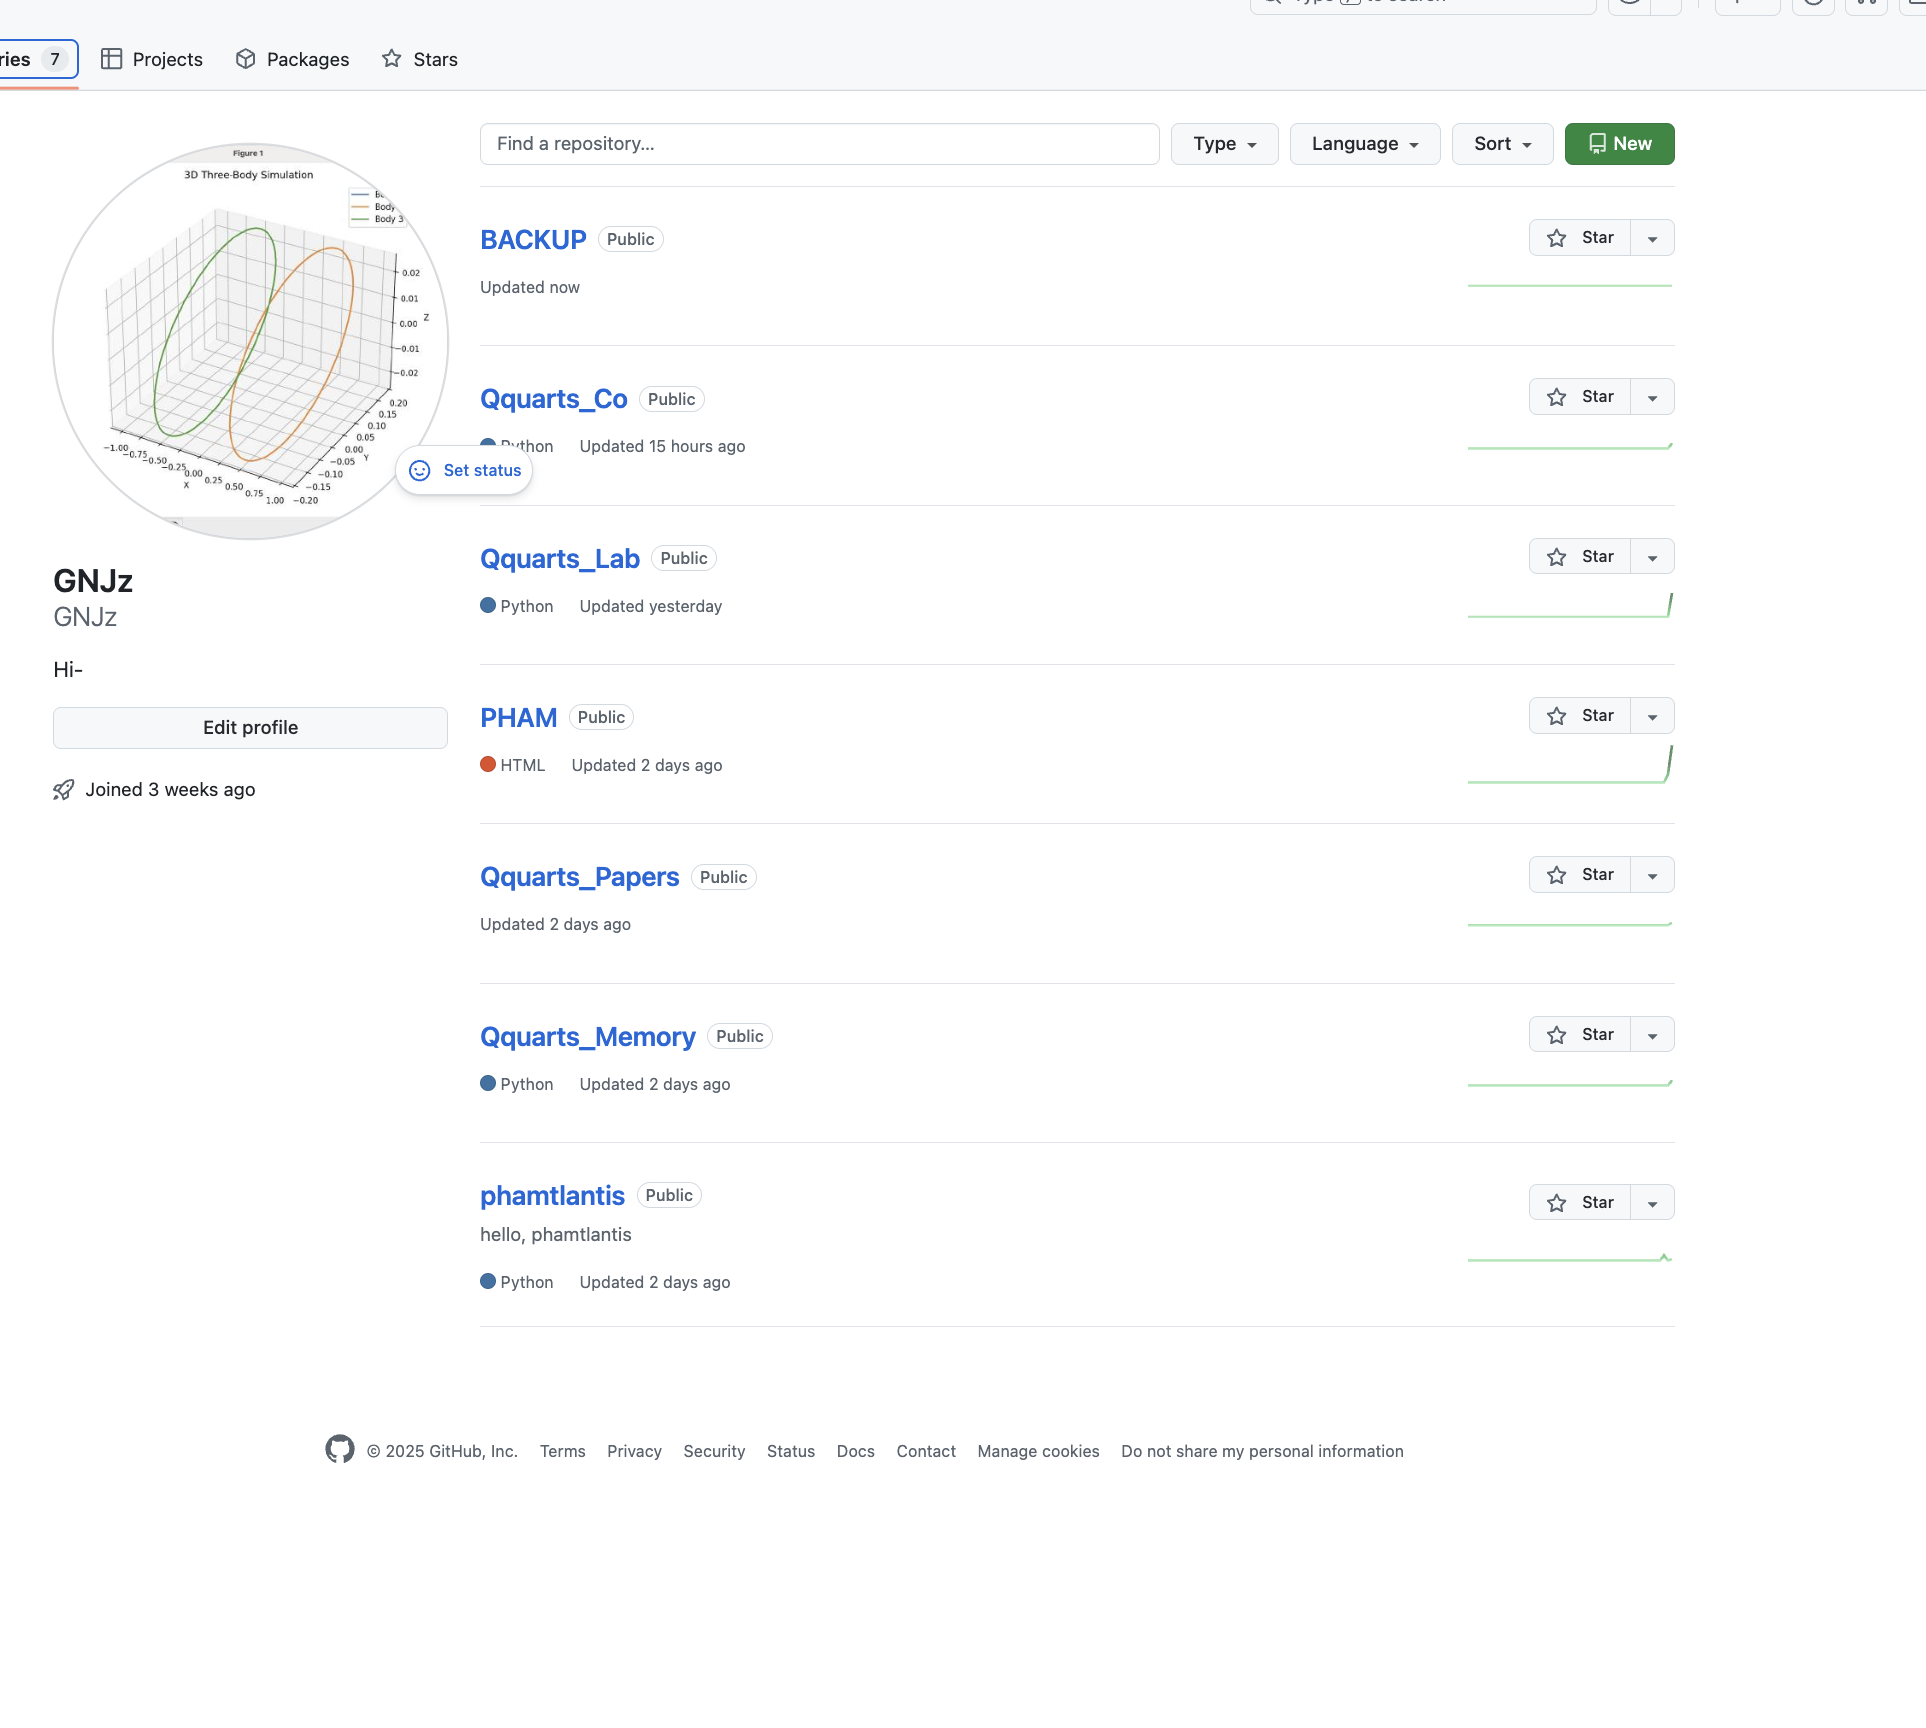 ries 7 Projects Packages Stars
Find a repository... Type Language Sort New
Figure 1
3D Three-Body Simulation
Body
Body 3
0.02
0.01
0.00
Z
−0.01
−0.02
0.20
0.15
0.10
0.05
0.00
Y
−0.05
−0.10
−0.15
−0.20
−1.00
−0.75
−0.50
−0.25
0.00
0.25
0.50
0.75
1.00
X
Set status
GNJz
GNJz
Hi-
Edit profile
Joined 3 weeks ago
BACKUP Public Star
Updated now
Qquarts_Co Public Star
Python Updated 15 hours ago
Qquarts_Lab Public Star
Python Updated yesterday
PHAM Public Star
HTML Updated 2 days ago
Qquarts_Papers Public Star
Updated 2 days ago
Qquarts_Memory Public Star
Python Updated 2 days ago
phamtlantis Public Star
hello, phamtlantis
Python Updated 2 days ago
© 2025 GitHub, Inc. Terms Privacy Security Status Docs Contact Manage cookies Do not share my personal information